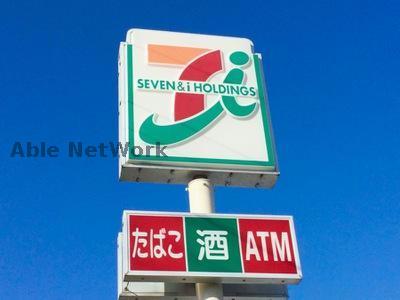 SEVEN & i HOLDINGS
Able NetWork
たばこ 酒 ATM